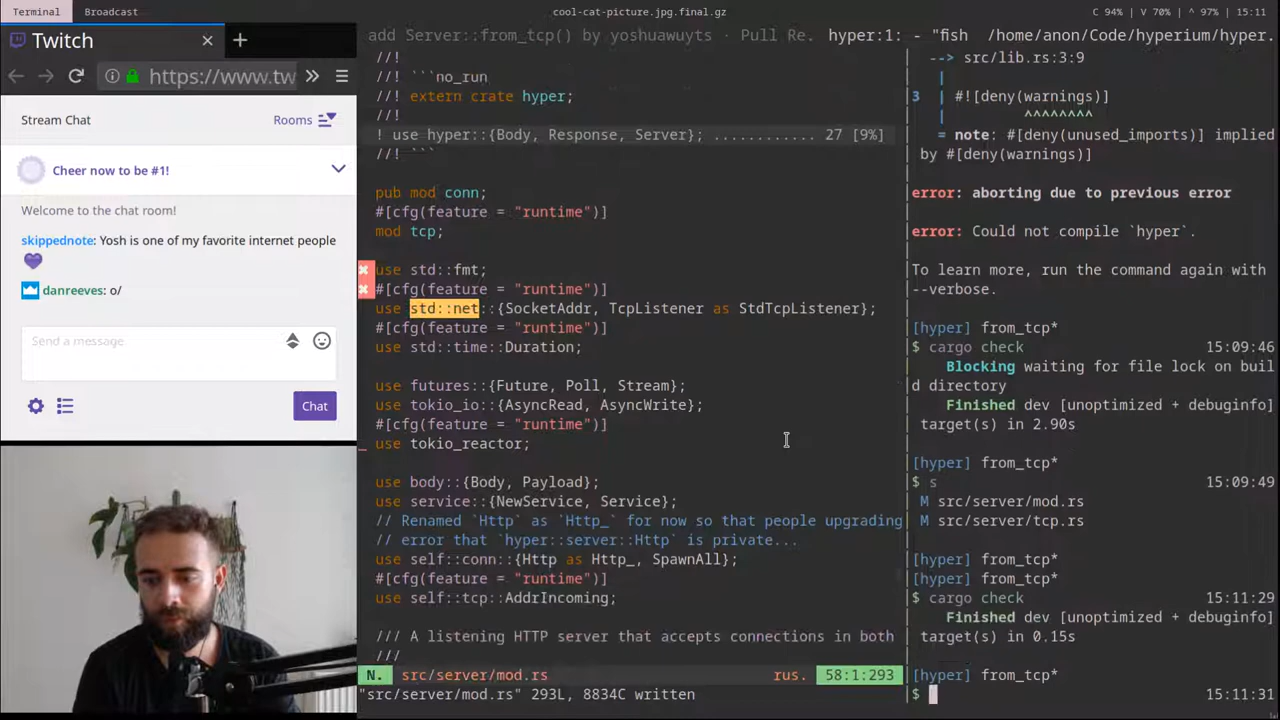 Terminal
Broadcast
cool-cat-picture.jpg.final.gz
C 94% | V 70% | ^ 97% | 15:11
Twitch
https://www.tw
Stream Chat
Rooms
Cheer now to be #1!
Welcome to the chat room!
skippednote: Yosh is one of my favorite internet people
danreeves: o/
Send a message
Chat
add Server::from_tcp() by yoshuawuyts · Pull Re.
hyper:1: - "fish /home/anon/Code/hyperium/hyper.
//!
//! ```no_run
//! extern crate hyper;
//!
! use hyper::{Body, Response, Server}; ............ 27 [9%]
//! ```
pub mod conn;
#[cfg(feature = "runtime")]
mod tcp;
use std::fmt;
#[cfg(feature = "runtime")]
use std::net::{SocketAddr, TcpListener as StdTcpListener};
#[cfg(feature = "runtime")]
use std::time::Duration;
use futures::{Future, Poll, Stream};
use tokio_io::{AsyncRead, AsyncWrite};
#[cfg(feature = "runtime")]
use tokio_reactor;
use body::{Body, Payload};
use service::{NewService, Service};
// Renamed `Http` as `Http_` for now so that people upgrading
// error that `hyper::server::Http` is private...
use self::conn::{Http as Http_, SpawnAll};
#[cfg(feature = "runtime")]
use self::tcp::AddrIncoming;
/// A listening HTTP server that accepts connections in both
///
N. src/server/mod.rs rus. 58:1:293
"src/server/mod.rs" 293L, 8834C written
--> src/lib.rs:3:9
|
3 | #![deny(warnings)]
| ^^^^^^^^
= note: #[deny(unused_imports)] implied
by #[deny(warnings)]
error: aborting due to previous error
error: Could not compile `hyper`.
To learn more, run the command again with
--verbose.
[hyper] from_tcp*
$ cargo check 15:09:46
Blocking waiting for file lock on buil
d directory
Finished dev [unoptimized + debuginfo]
target(s) in 2.90s
[hyper] from_tcp*
$ s 15:09:49
M src/server/mod.rs
M src/server/tcp.rs
[hyper] from_tcp*
[hyper] from_tcp*
$ cargo check 15:11:29
Finished dev [unoptimized + debuginfo]
target(s) in 0.15s
[hyper] from_tcp*
$ 15:11:31